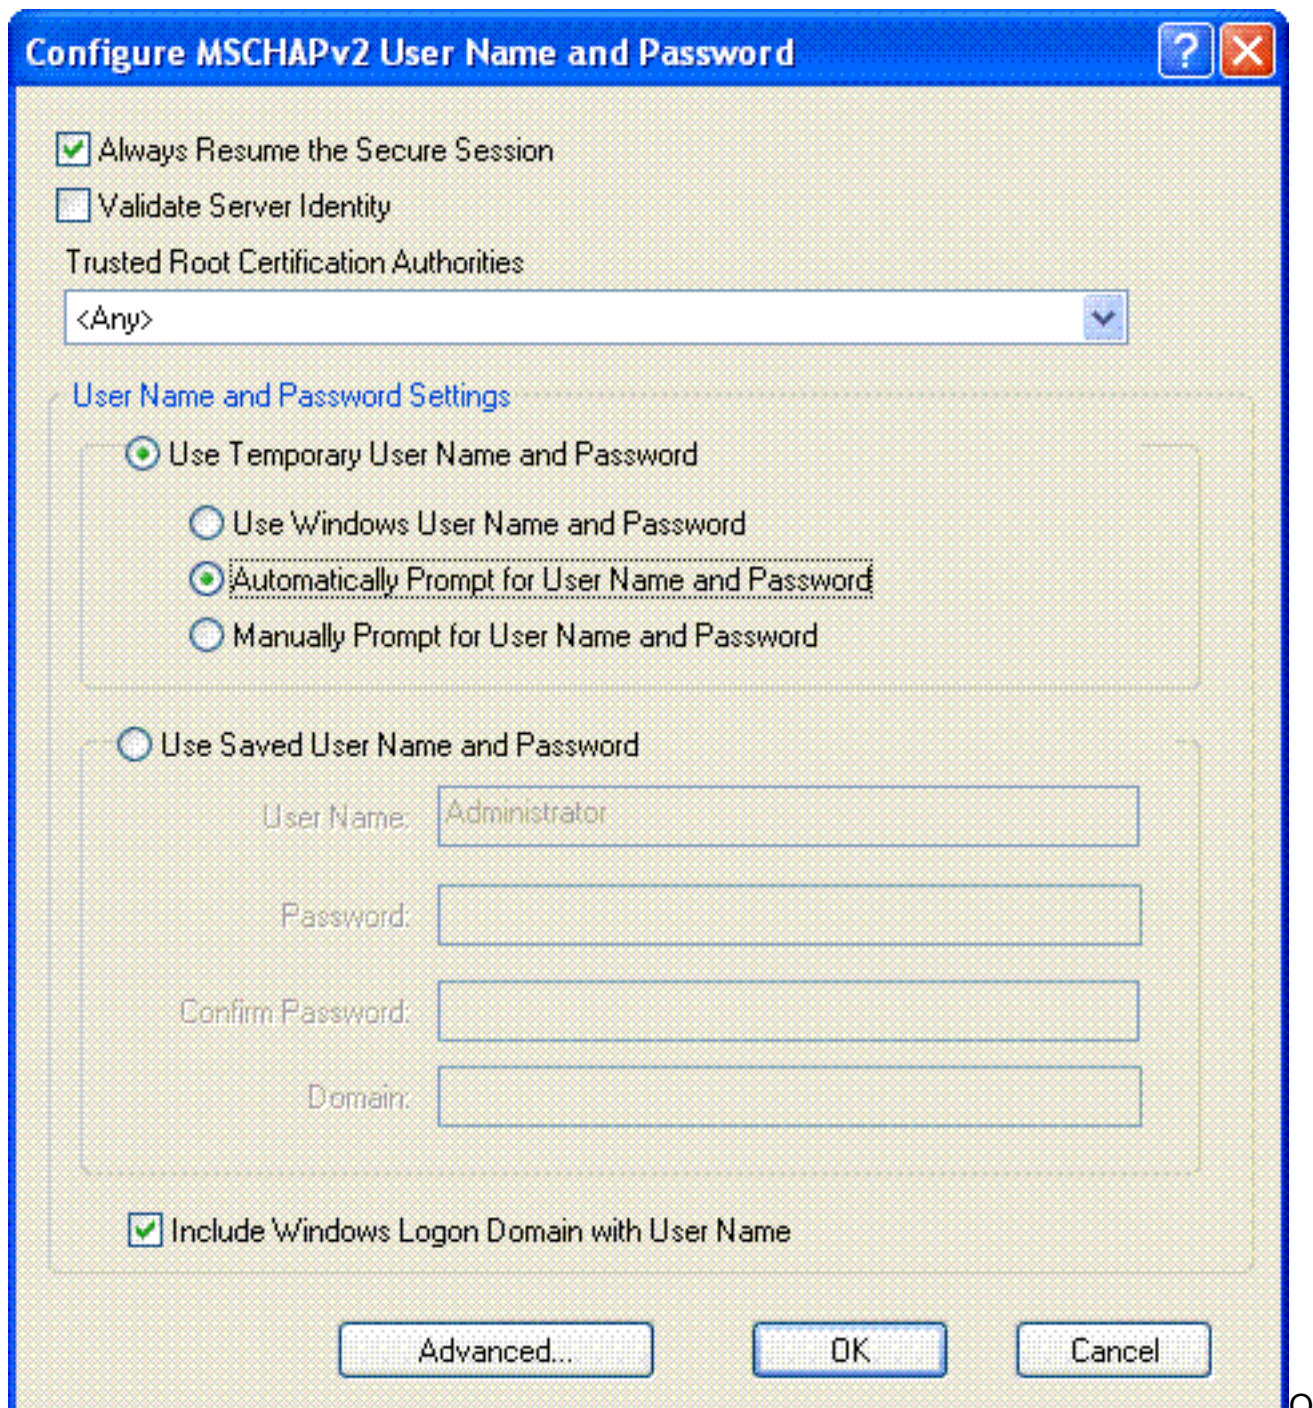 Configure MSCHAPv2 User Name and Password
Always Resume the Secure Session
Validate Server Identity
Trusted Root Certification Authorities
<Any>
User Name and Password Settings
Use Temporary User Name and Password
Use Windows User Name and Password
Automatically Prompt for User Name and Password
Manually Prompt for User Name and Password
Use Saved User Name and Password
User Name: Administrator
Password:
Confirm Password:
Domain:
Include Windows Logon Domain with User Name
Advanced... OK Cancel